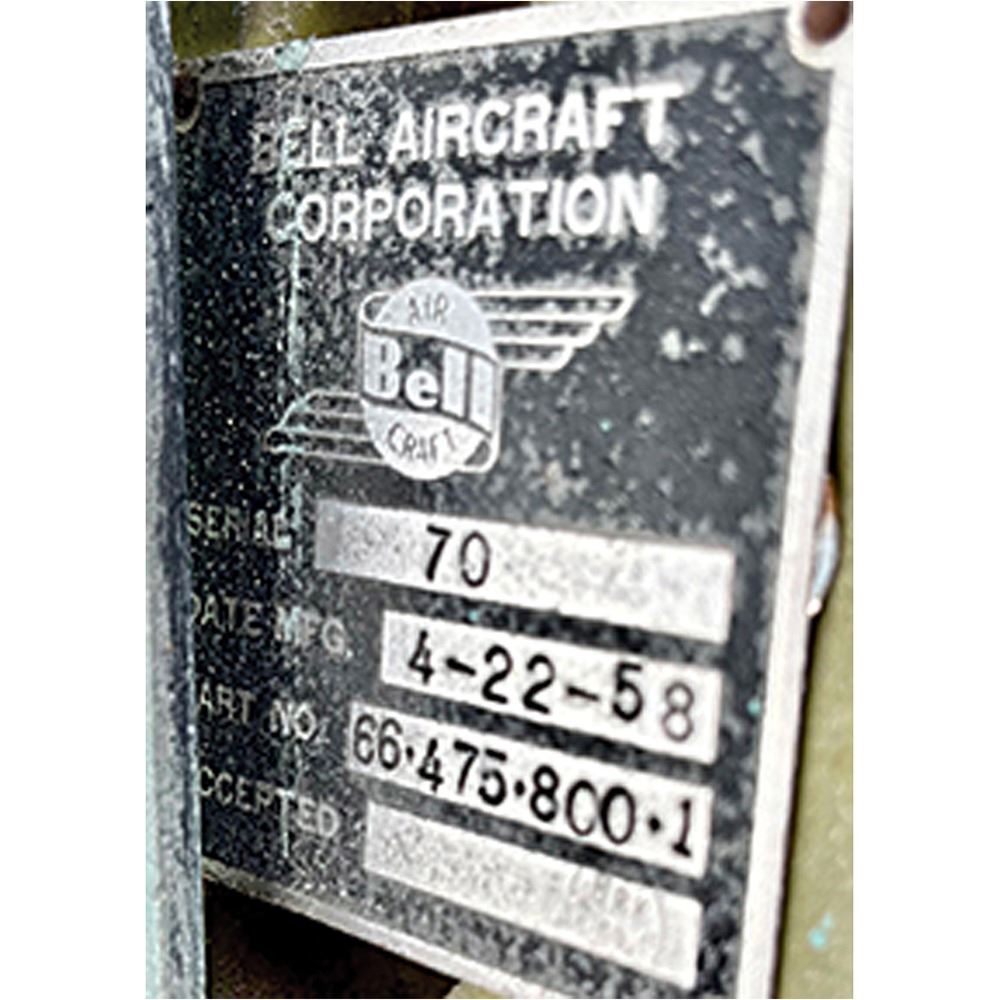 BELL AIRCRAFT
CORPORATION
AIR
Bell
CRAFT
SERIAL 70
DATE MFG. 4-22-58
PART NO. 66·475·800·1
ACCEPTED